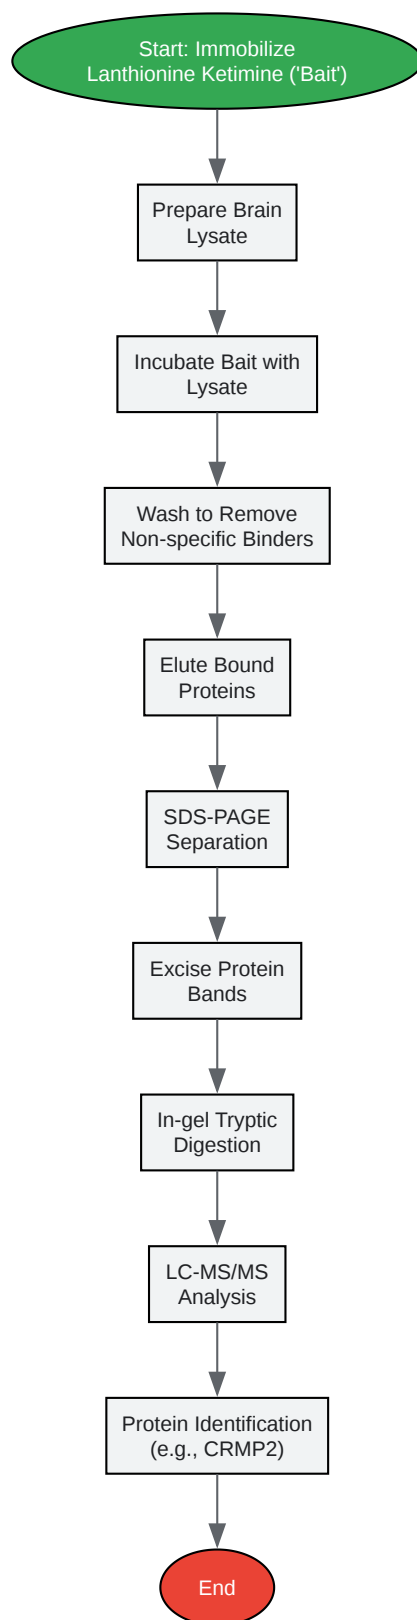 Start: Immobilize
Lanthionine Ketimine ('Bait')
Prepare Brain
Lysate
Incubate Bait with
Lysate
Wash to Remove
Non-specific Binders
Elute Bound
Proteins
SDS-PAGE
Separation
Excise Protein
Bands
In-gel Tryptic
Digestion
LC-MS/MS
Analysis
Protein Identification
(e.g., CRMP2)
End